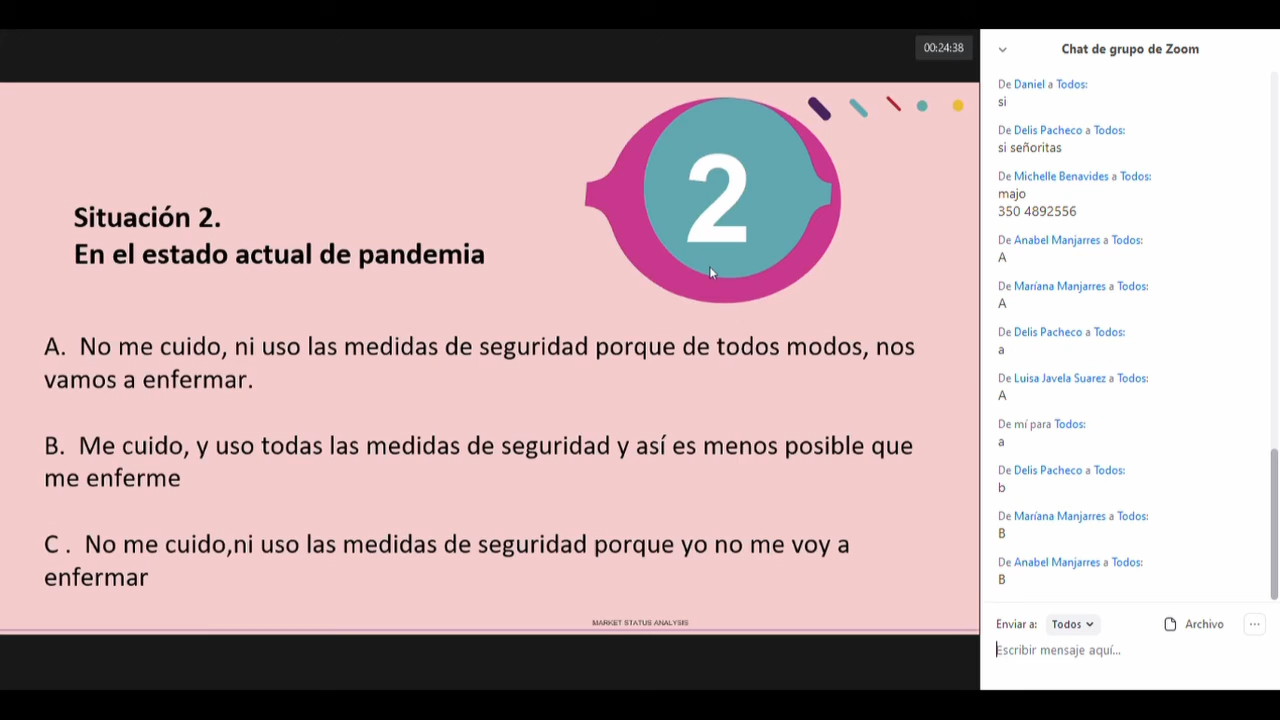 00:24:38
2
Situación 2.
En el estado actual de pandemia
A.  No me cuido, ni uso las medidas de seguridad porque de todos modos, nos
vamos a enfermar.
B.  Me cuido, y uso todas las medidas de seguridad y así es menos posible que
me enferme
C .  No me cuido,ni uso las medidas de seguridad porque yo no me voy a
enfermar
MARKET STATUS ANALYSIS
Chat de grupo de Zoom
De Daniel a Todos:
si
De Delis Pacheco a Todos:
si señoritas
De Michelle Benavides a Todos:
majo
350 4892556
De Anabel Manjarres a Todos:
A
De Maríana Manjarres a Todos:
A
De Delis Pacheco a Todos:
a
De Luisa Javela Suarez a Todos:
A
De mí para Todos:
a
De Delis Pacheco a Todos:
b
De Maríana Manjarres a Todos:
B
De Anabel Manjarres a Todos:
B
Enviar a: Todos Archivo ...
Escribir mensaje aquí...